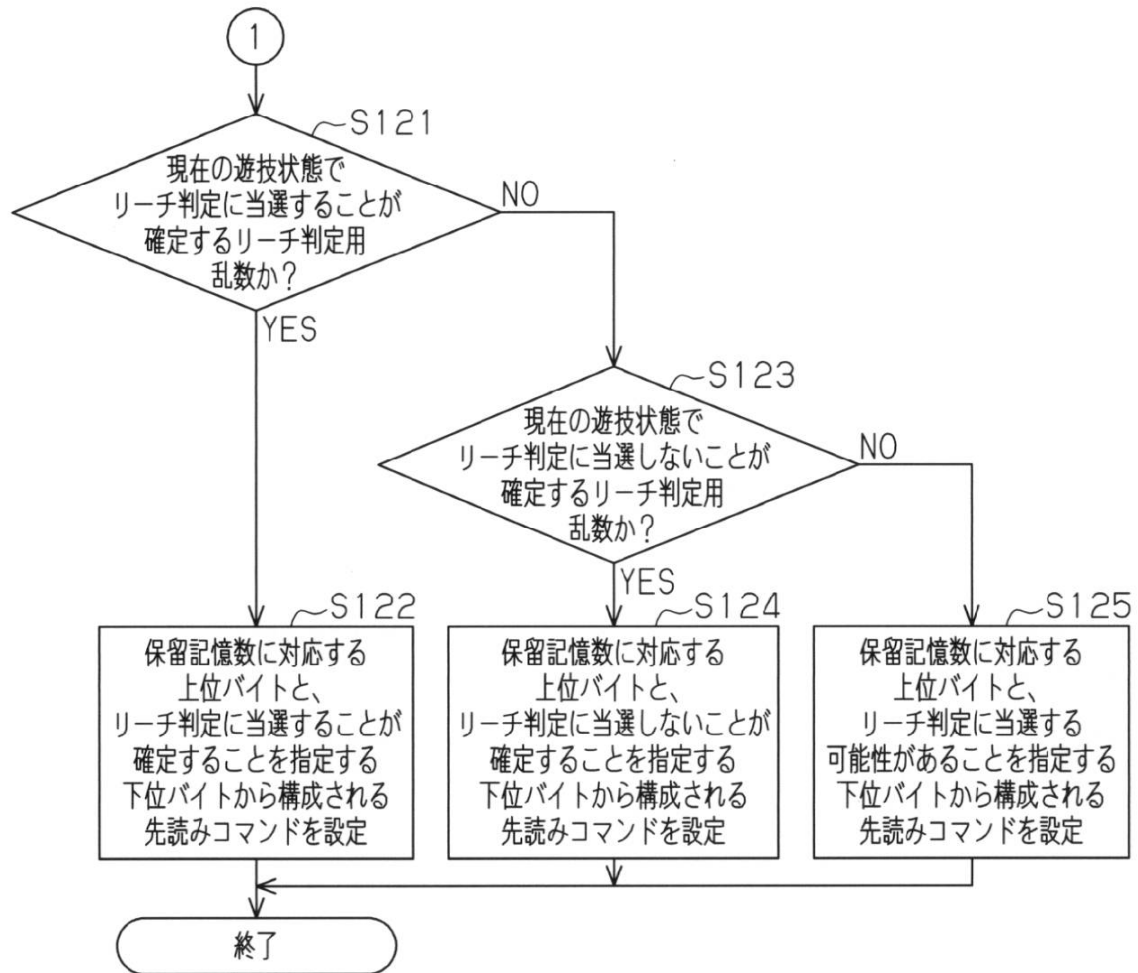 1
S121
現在の遊技状態で
リーチ判定に当選することが
確定するリーチ判定用
乱数か?
NO
YES
S123
現在の遊技状態で
リーチ判定に当選しないことが
確定するリーチ判定用
乱数か?
NO
YES
S122
保留記憶数に対応する
上位バイトと、
リーチ判定に当選することが
確定することを指定する
下位バイトから構成される
先読みコマンドを設定
S124
保留記憶数に対応する
上位バイトと、
リーチ判定に当選しないことが
確定することを指定する
下位バイトから構成される
先読みコマンドを設定
S125
保留記憶数に対応する
上位バイトと、
リーチ判定に当選する
可能性があることを指定する
下位バイトから構成される
先読みコマンドを設定
終了